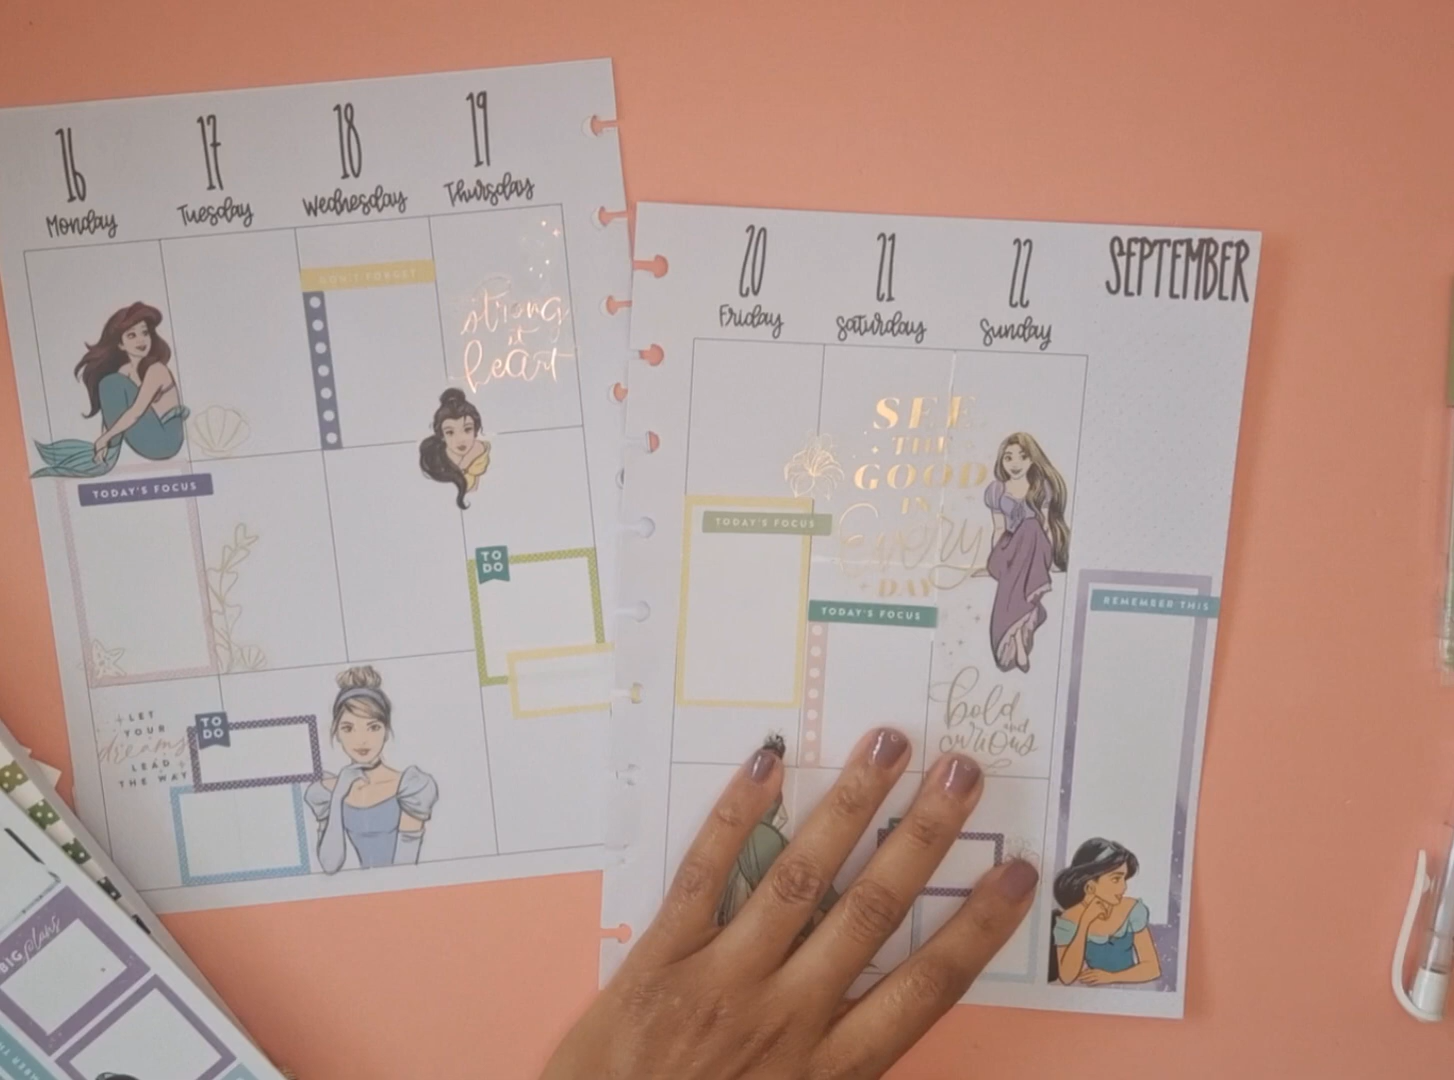 16
Monday
17
Tuesday
18
Wednesday
19
Thursday
DON'T FORGET
strong
at
heart
TODAY'S FOCUS
TO
DO
LET
YOUR
dreams
LEAD
THE WAY
TO
DO
BIG plans
20
Friday
21
Saturday
22
Sunday
SEPTEMBER
SEE
THE
GOOD
IN
Every
DAY
TODAY'S FOCUS
TODAY'S FOCUS
REMEMBER THIS
bold
and
curious